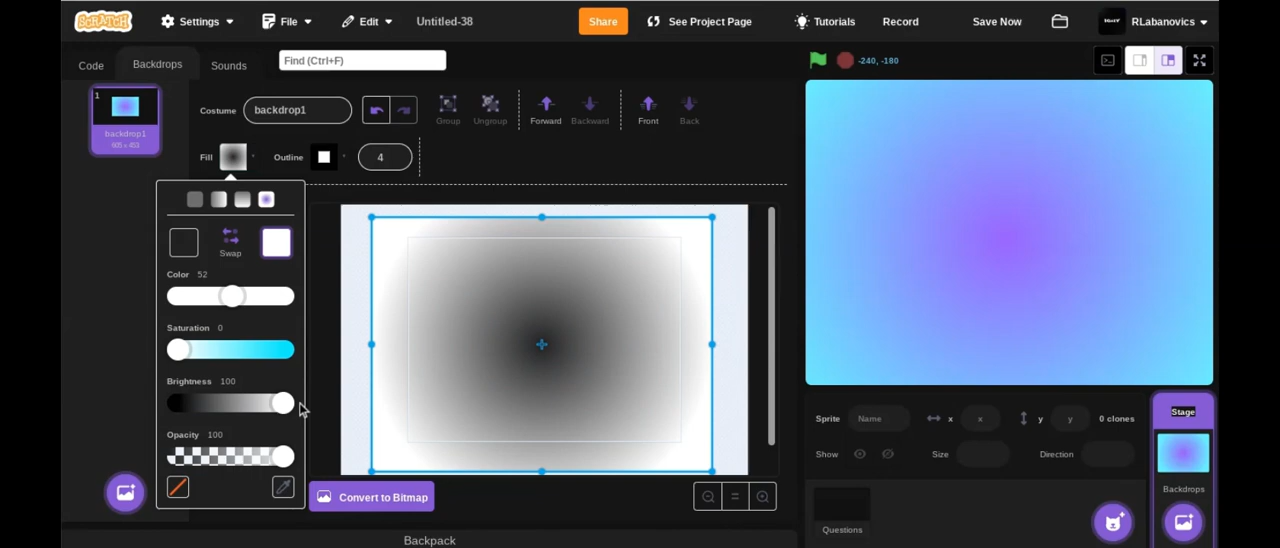 SCRATCH Settings File Edit Untitled-38 Share See Project Page Tutorials Record Save Now RLabanovics
Code Backdrops Sounds Find (Ctrl+F) -240, -180
1
backdrop1
605 x 453
Costume backdrop1 Group Ungroup Forward Backward Front Back
Fill Outline 4
Swap
Color 52
Saturation 0
Brightness 100
Opacity 100
Convert to Bitmap
Backpack
Sprite Name x x y y 0 clones
Show Size Direction
Questions
Stage
Backdrops